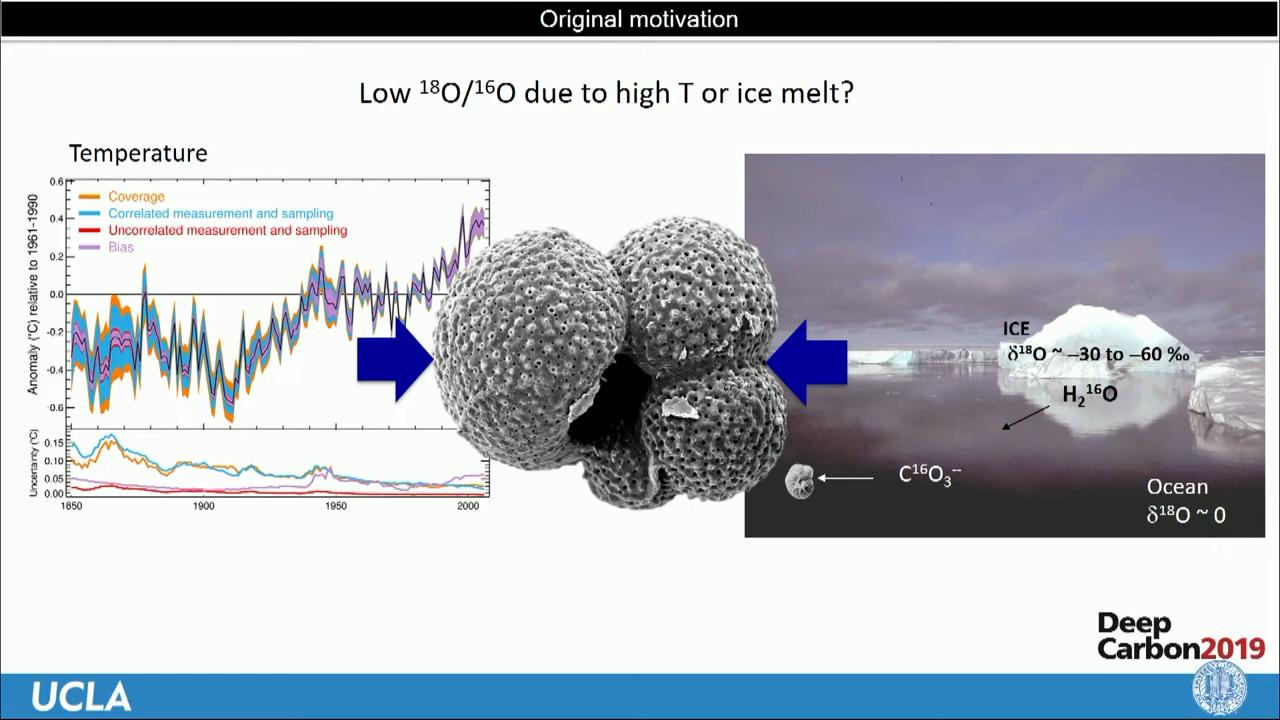 Original motivation
Low ¹⁸O/¹⁶O due to high T or ice melt?
Temperature
Anomaly (°C) relative to 1961-1990
0.6
0.4
0.2
0.0
-0.2
-0.4
0.6
Coverage
Correlated measurement and sampling
Uncorrelated measurement and sampling
Bias
Uncertainty (°C)
0.15
0.10
0.05
0.00
1850
1900
1950
2000
ICE
δ¹⁸O ~ –30 to –60 ‰
H₂¹⁶O
C¹⁶O₃⁻⁻
Ocean
δ¹⁸O ~ 0
Deep
Carbon2019
UCLA